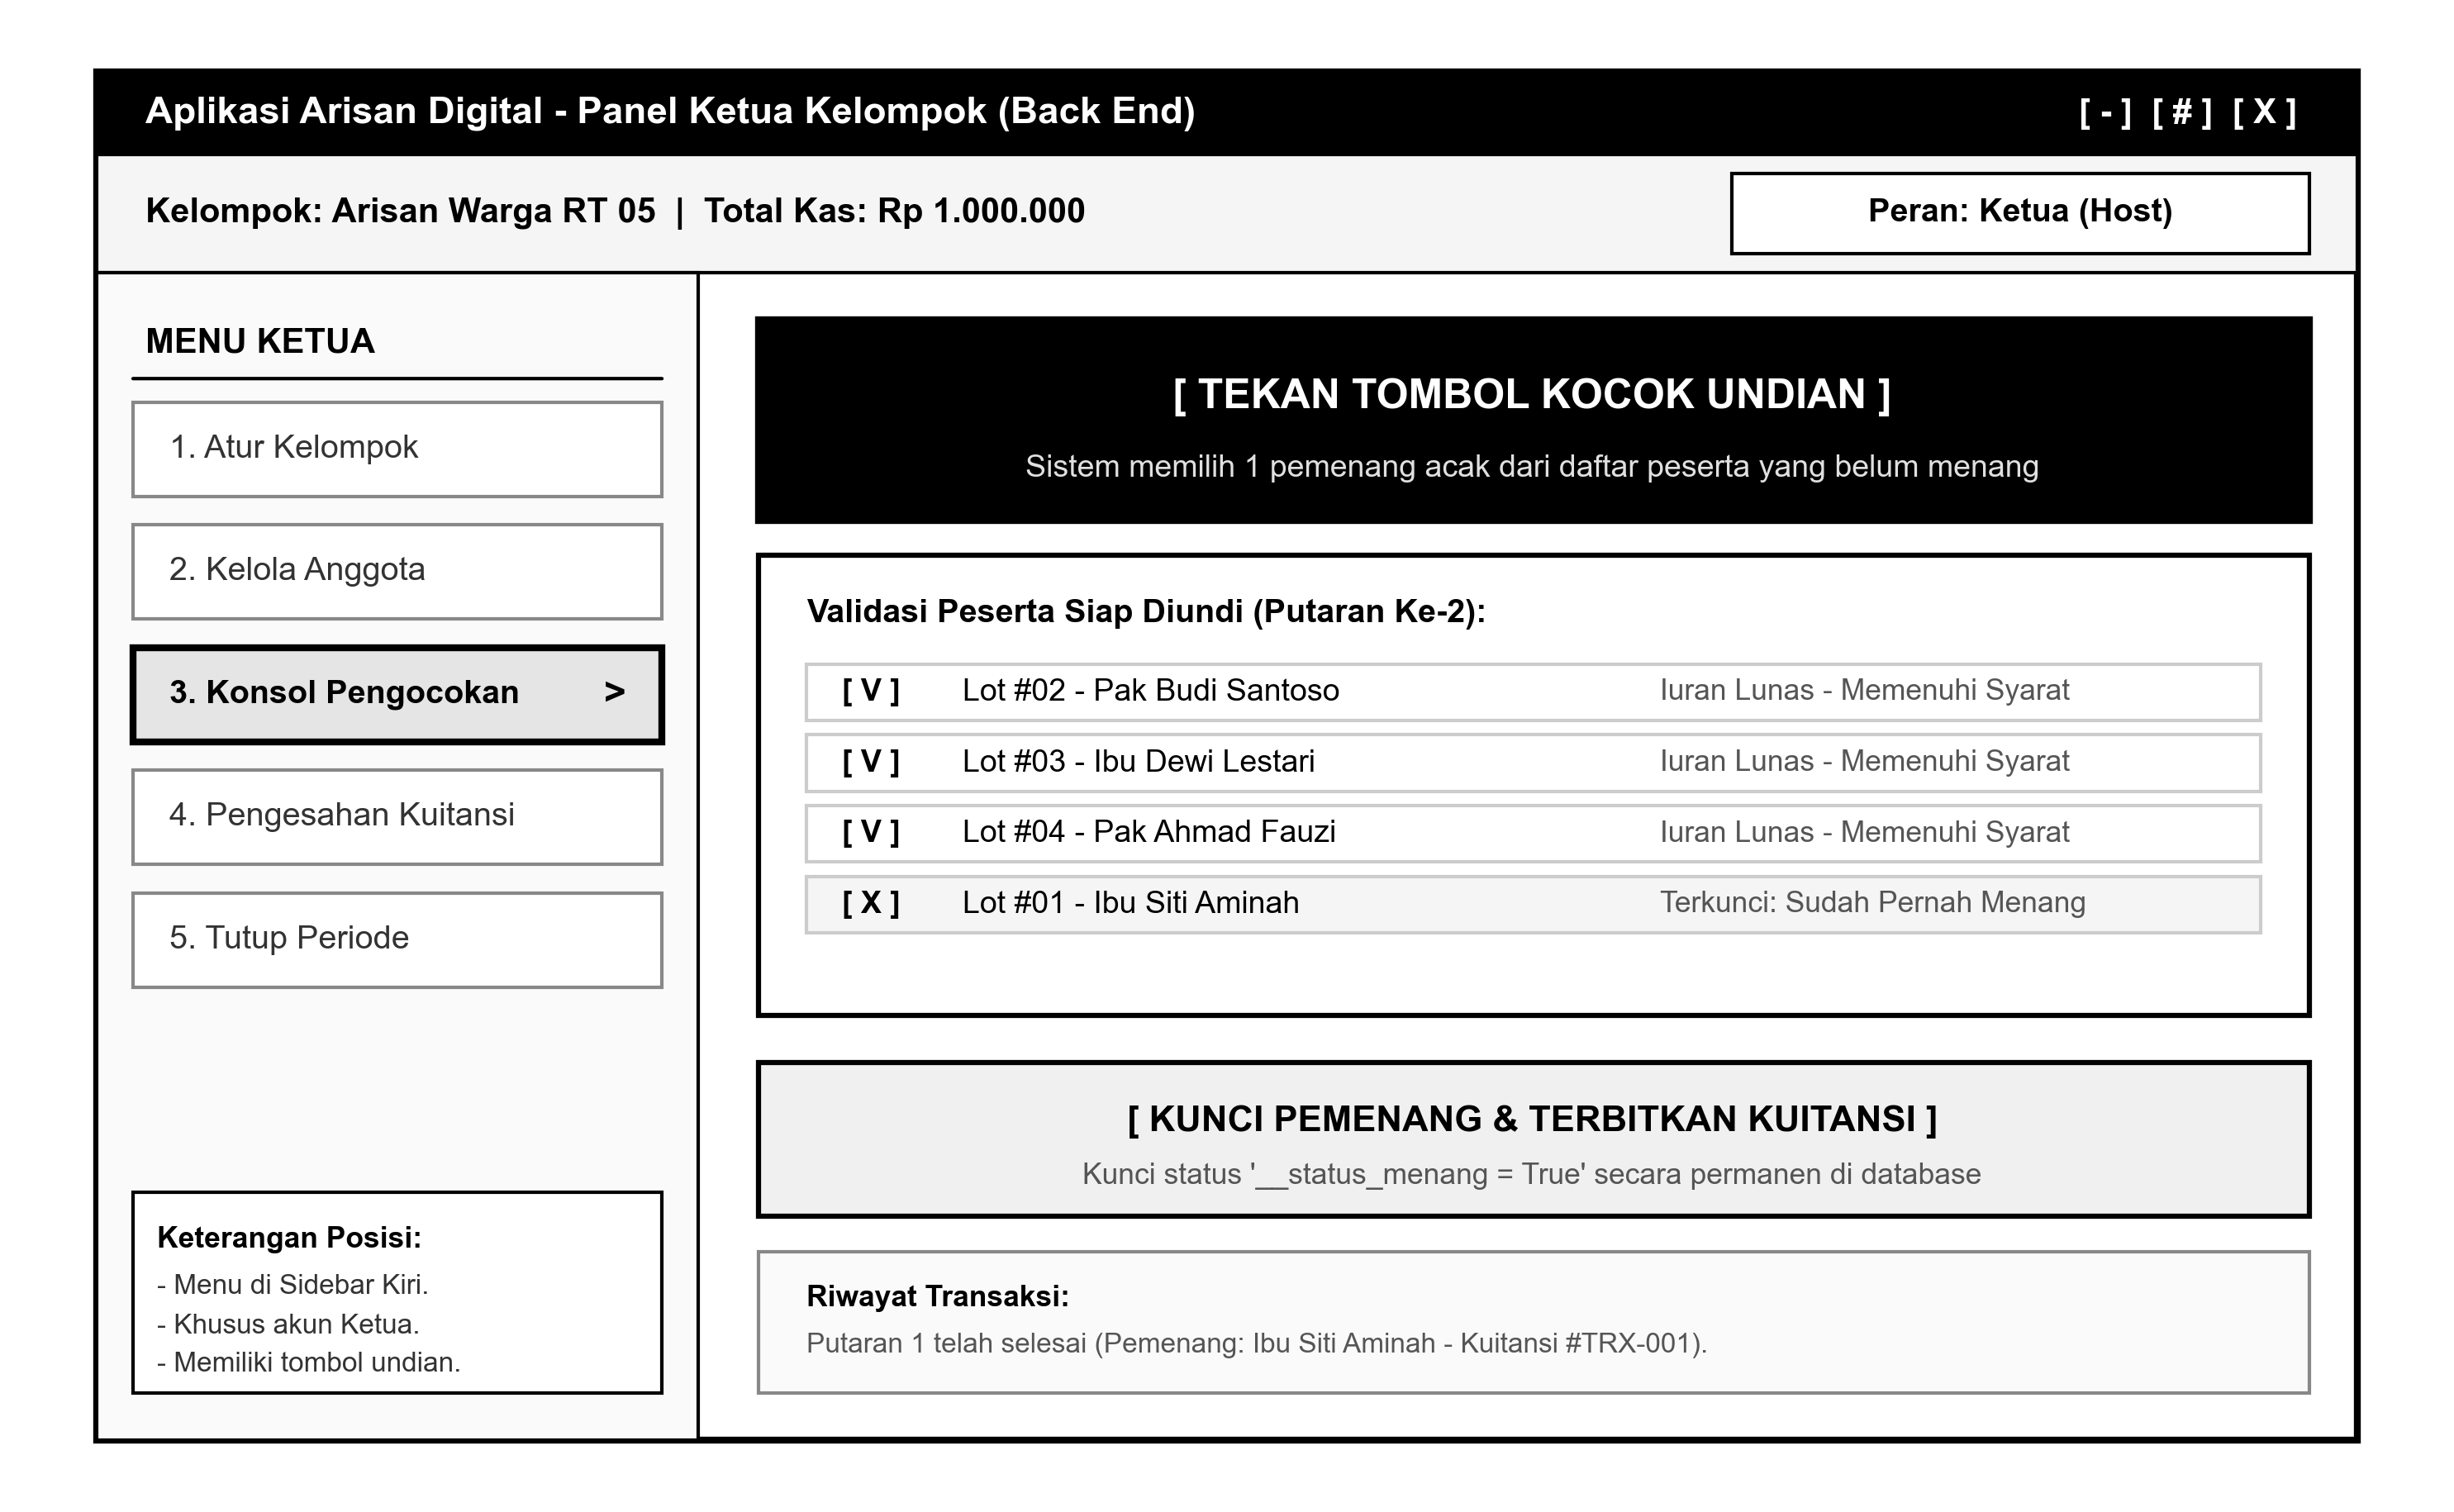 Aplikasi Arisan Digital - Panel Ketua Kelompok (Back End)
[ - ] [ # ] [ X ]
Kelompok: Arisan Warga RT 05 | Total Kas: Rp 1.000.000
Peran: Ketua (Host)
MENU KETUA
1. Atur Kelompok
2. Kelola Anggota
3. Konsol Pengocokan >
4. Pengesahan Kuitansi
5. Tutup Periode
Keterangan Posisi:
- Menu di Sidebar Kiri.
- Khusus akun Ketua.
- Memiliki tombol undian.
[ TEKAN TOMBOL KOCOK UNDIAN ]
Sistem memilih 1 pemenang acak dari daftar peserta yang belum menang
Validasi Peserta Siap Diundi (Putaran Ke-2):
[ V ] Lot #02 - Pak Budi Santoso Iuran Lunas - Memenuhi Syarat
[ V ] Lot #03 - Ibu Dewi Lestari Iuran Lunas - Memenuhi Syarat
[ V ] Lot #04 - Pak Ahmad Fauzi Iuran Lunas - Memenuhi Syarat
[ X ] Lot #01 - Ibu Siti Aminah Terkunci: Sudah Pernah Menang
[ KUNCI PEMENANG & TERBITKAN KUITANSI ]
Kunci status '__status_menang = True' secara permanen di database
Riwayat Transaksi:
Putaran 1 telah selesai (Pemenang: Ibu Siti Aminah - Kuitansi #TRX-001).